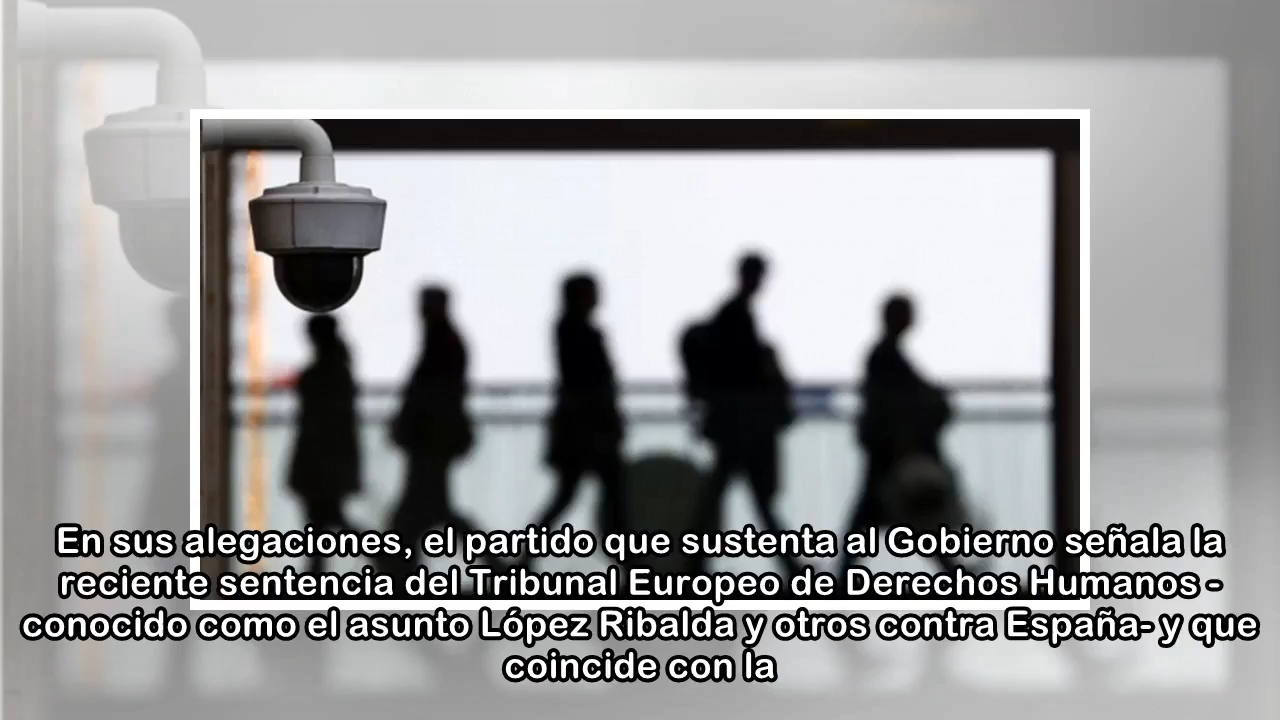 En sus alegaciones, el partido que sustenta al Gobierno señala la
reciente sentencia del Tribunal Europeo de Derechos Humanos -
conocido como el asunto López Ribalda y otros contra España- y que
coincide con la